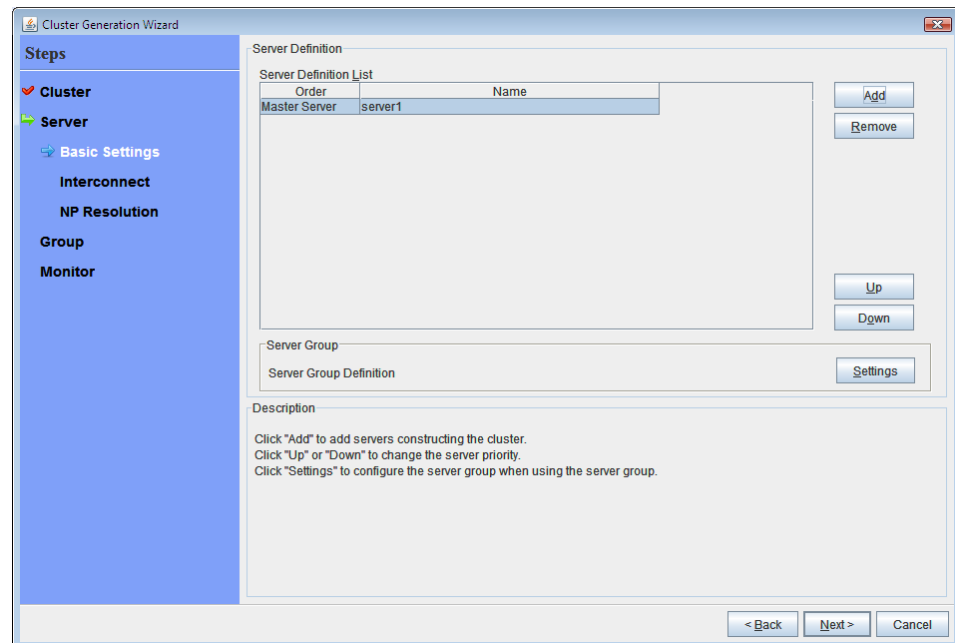 Cluster Generation Wizard
Steps
Cluster
Server
Basic Settings
Interconnect
NP Resolution
Group
Monitor
Server Definition
Server Definition List
Order Name
Master Server server1
Add
Remove
Up
Down
Server Group
Server Group Definition
Settings
Description
Click "Add" to add servers constructing the cluster.
Click "Up" or "Down" to change the server priority.
Click "Settings" to configure the server group when using the server group.
< Back Next > Cancel